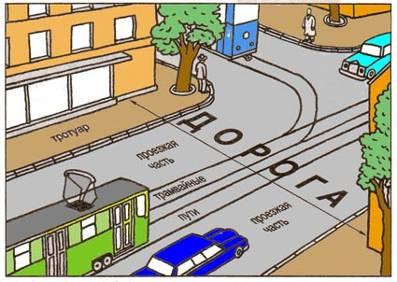 ДОРОГА
тротуар
проезжая
часть
трамвайные
пути
проезжая
часть